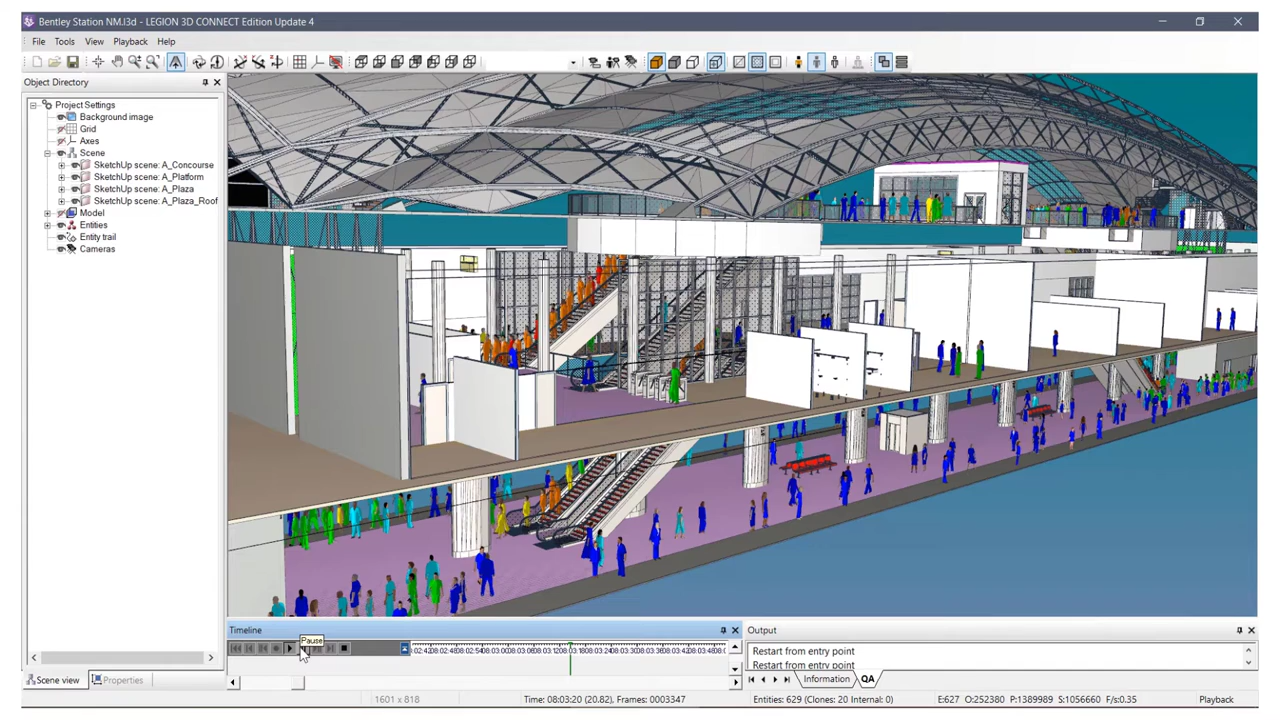 Bentley Station NM.l3d - LEGION 3D CONNECT Edition Update 4
File Tools View Playback Help
Object Directory
Project Settings
Background image
Grid
Axes
Scene
SketchUp scene: A_Concourse
SketchUp scene: A_Platform
SketchUp scene: A_Plaza
SketchUp scene: A_Plaza_Roof
Model
Entities
Entity trail
Cameras
Timeline
Pause
Output
Restart from entry point
Restart from entry point
Information QA
Scene view Properties
1601 x 818
Time: 08:03:20 (20.82), Frames: 0003347
Entities: 629 (Clones: 20 Internal: 0)
E:627 O:252380 P:1389989 S:1056660 F/s:0.35
Playback